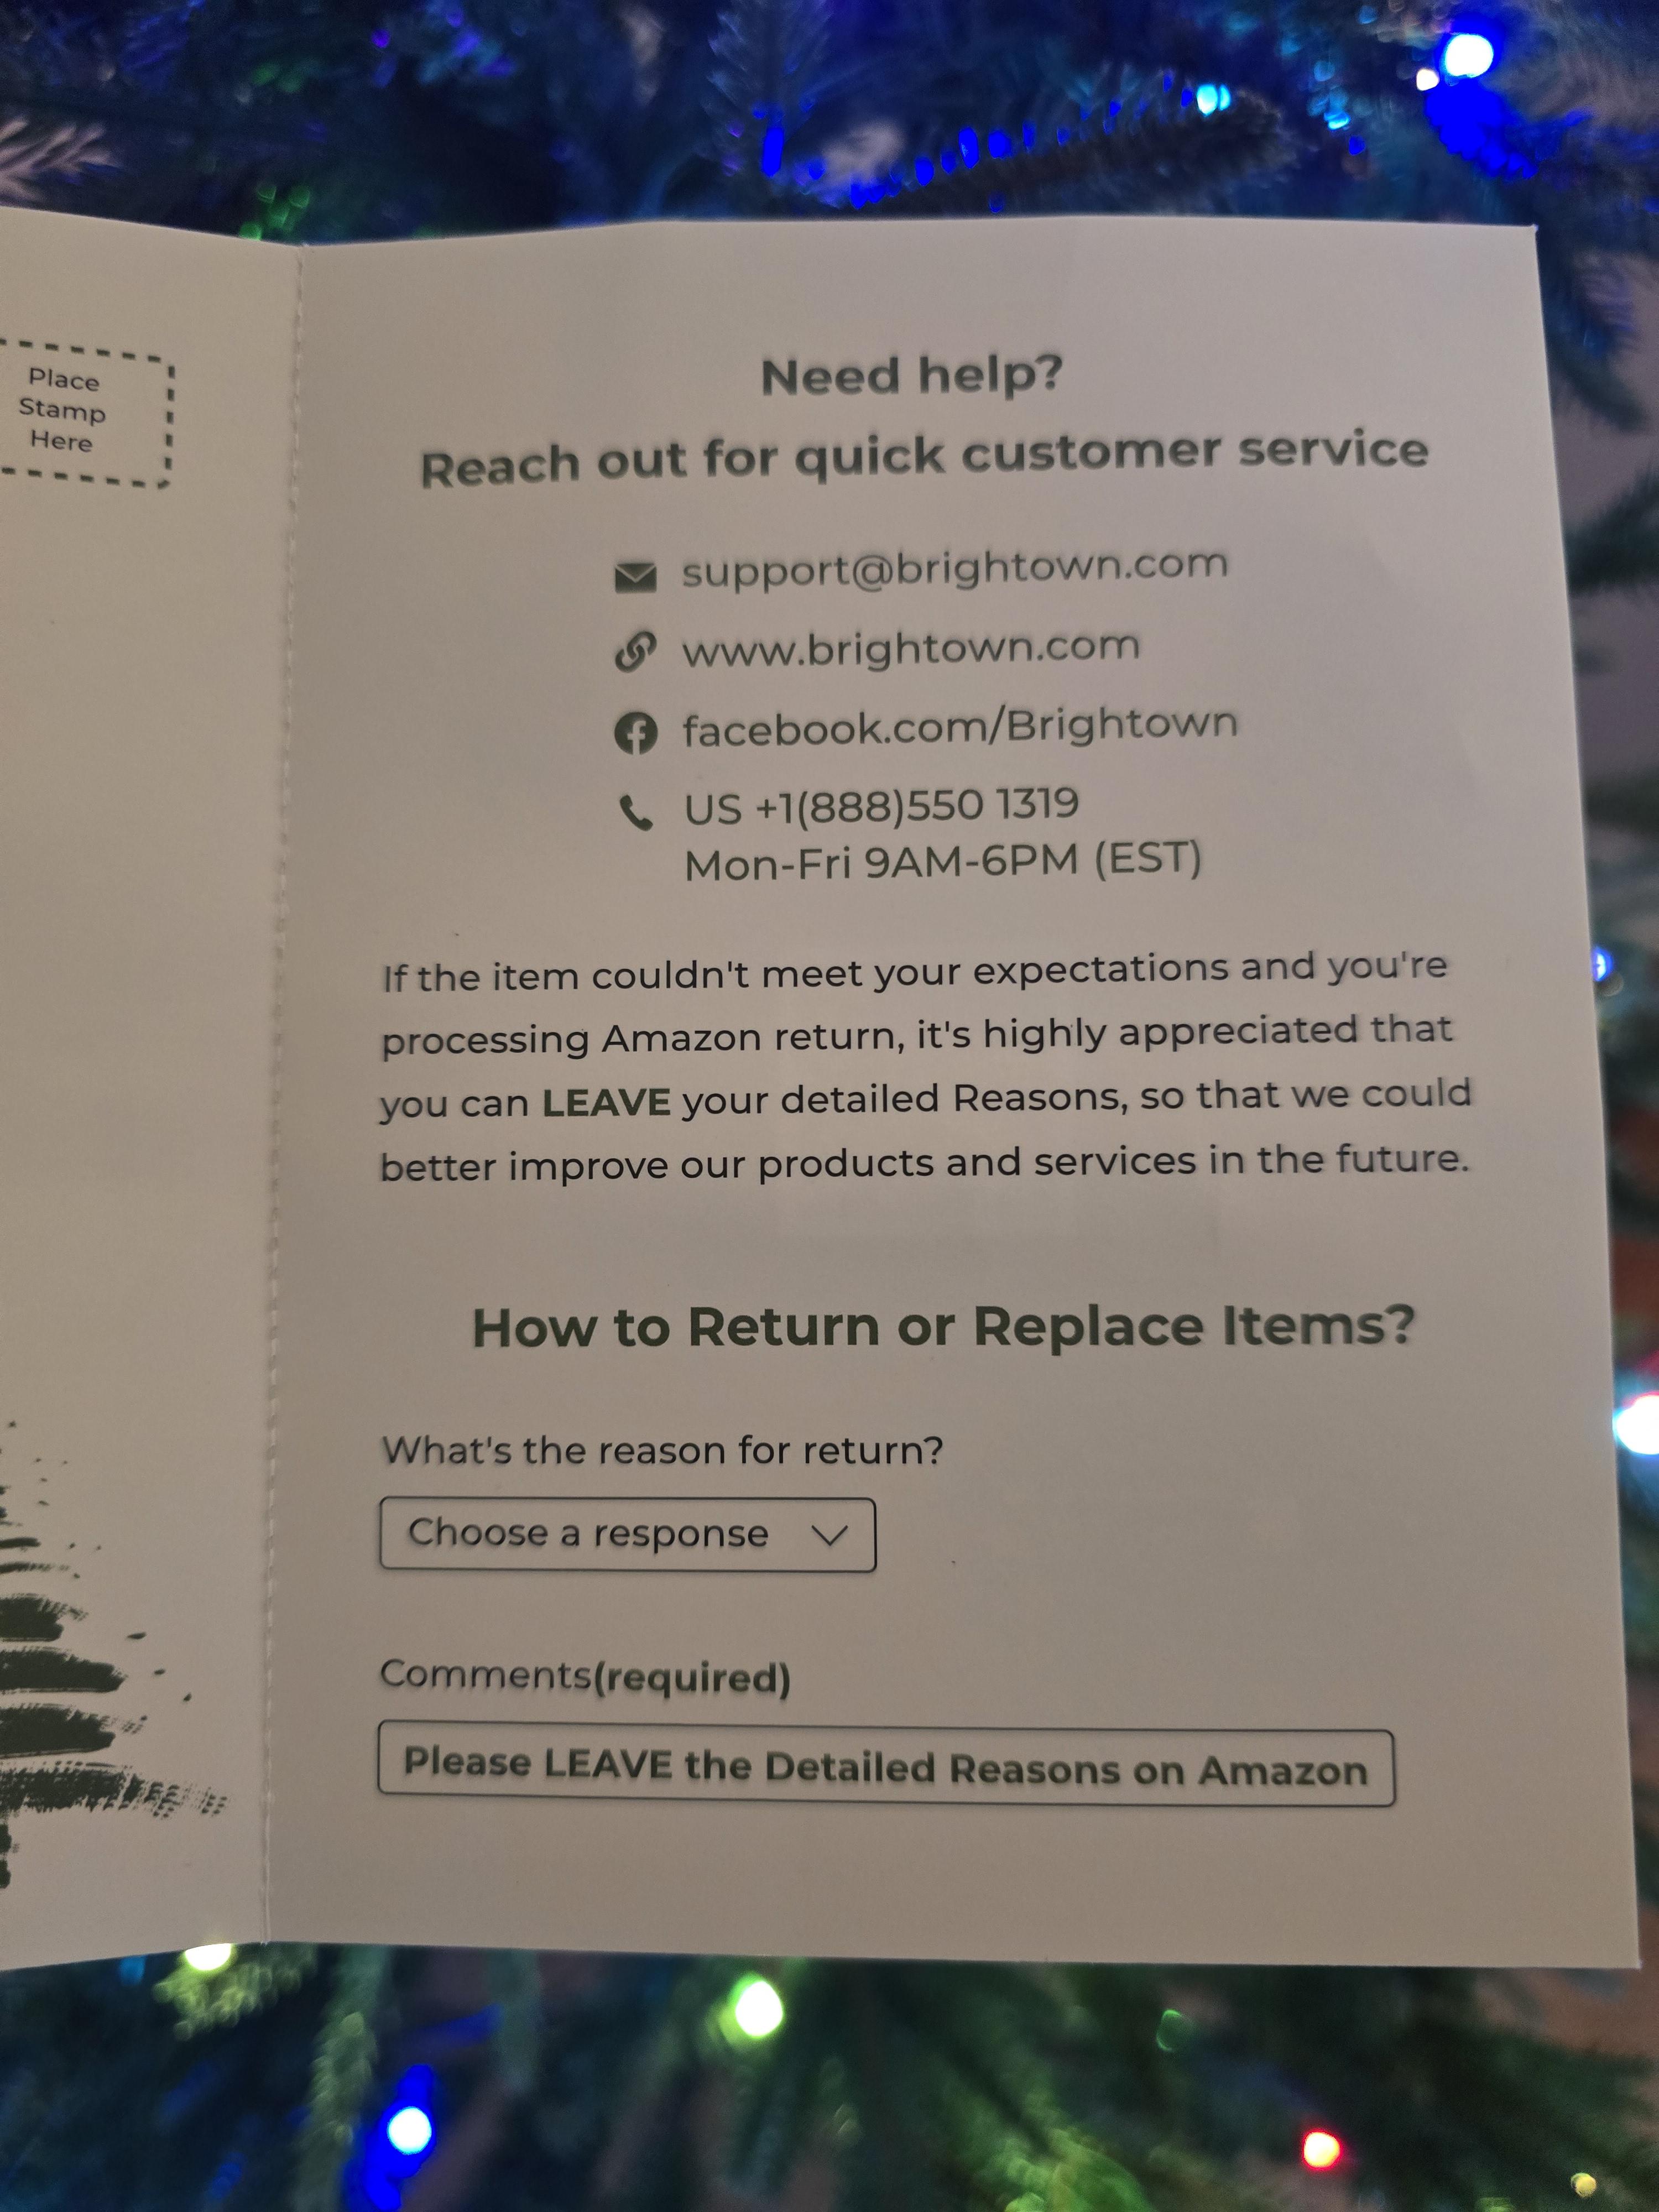 Place
Stamp
Here
Need help?
Reach out for quick customer service
support@brightown.com
www.brightown.com
facebook.com/Brightown
US +1(888)550 1319
Mon-Fri 9AM-6PM (EST)
If the item couldn't meet your expectations and you're
processing Amazon return, it's highly appreciated that
you can LEAVE your detailed Reasons, so that we could
better improve our products and services in the future.
How to Return or Replace Items?
What's the reason for return?
Choose a response
Comments(required)
Please LEAVE the Detailed Reasons on Amazon